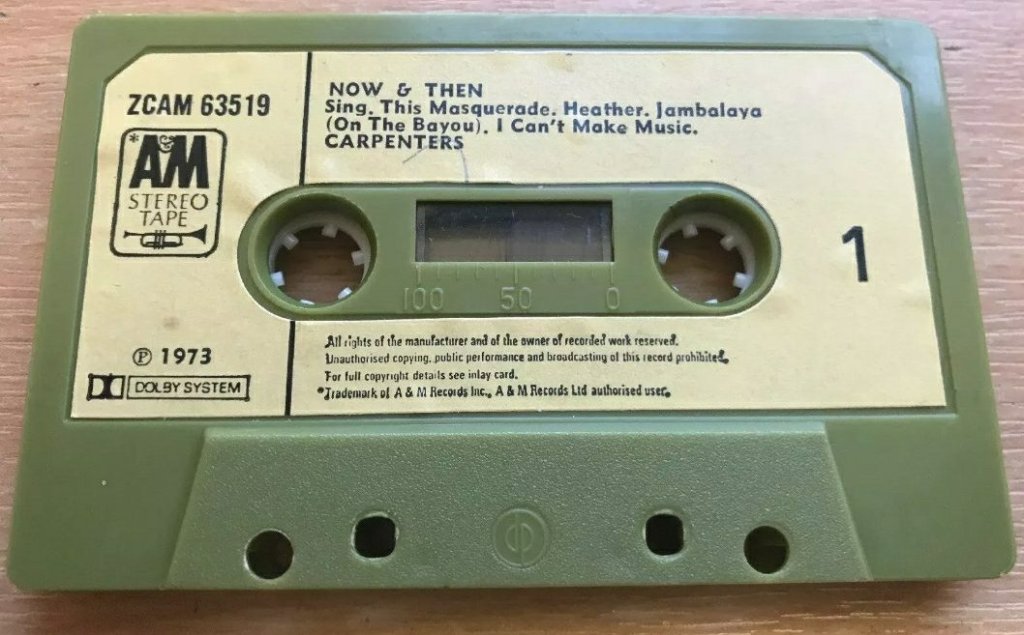 ZCAM 63519
* A&M
STEREO
TAPE
NOW & THEN
Sing. This Masquerade. Heather. Jambalaya
(On The Bayou). I Can't Make Music.
CARPENTERS
1
100 50 0
Ⓟ 1973
DOLBY SYSTEM
All rights of the manufacturer and of the owner of recorded work reserved.
Unauthorised copying, public performance and broadcasting of this record prohibited.
For full copyright details see inlay card.
*Trademark of A & M Records Inc., A & M Records Ltd authorised user.